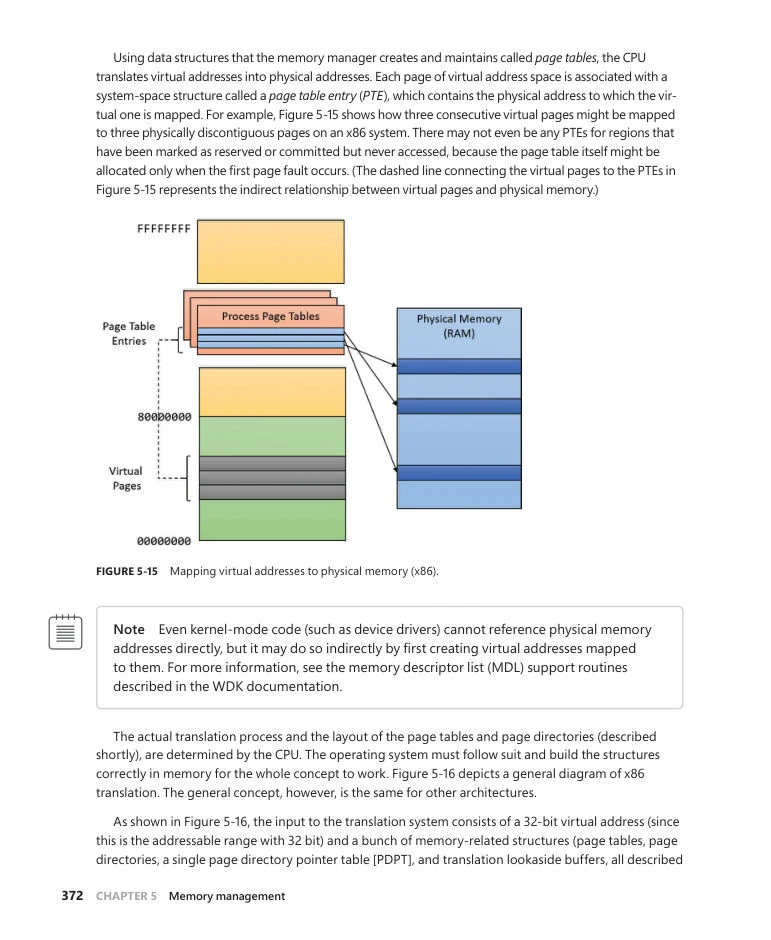 Using data structures that the memory manager creates and maintains called page tables, the CPU
translates virtual addresses into physical addresses. Each page of virtual address space is associated with a
system-space structure called a page table entry (PTE), which contains the physical address to which the vir-
tual one is mapped. For example, Figure 5-15 shows how three consecutive virtual pages might be mapped
to three physically discontiguous pages on an x86 system. There may not even be any PTEs for regions that
have been marked as reserved or committed but never accessed, because the page table itself might be
allocated only when the first page fault occurs. (The dashed line connecting the virtual pages to the PTEs in
Figure 5-15 represents the indirect relationship between virtual pages and physical memory.)
FFFFFFFF
Process Page Tables
Page Table
Entries
Physical Memory
(RAM)
80000000
Virtual
Pages
00000000
FIGURE 5-15 Mapping virtual addresses to physical memory (x86).
Note Even kernel-mode code (such as device drivers) cannot reference physical memory
addresses directly, but it may do so indirectly by first creating virtual addresses mapped
to them. For more information, see the memory descriptor list (MDL) support routines
described in the WDK documentation.
The actual translation process and the layout of the page tables and page directories (described
shortly), are determined by the CPU. The operating system must follow suit and build the structures
correctly in memory for the whole concept to work. Figure 5-16 depicts a general diagram of x86
translation. The general concept, however, is the same for other architectures.
As shown in Figure 5-16, the input to the translation system consists of a 32-bit virtual address (since
this is the addressable range with 32 bit) and a bunch of memory-related structures (page tables, page
directories, a single page directory pointer table [PDPT], and translation lookaside buffers, all described
372 CHAPTER 5 Memory management